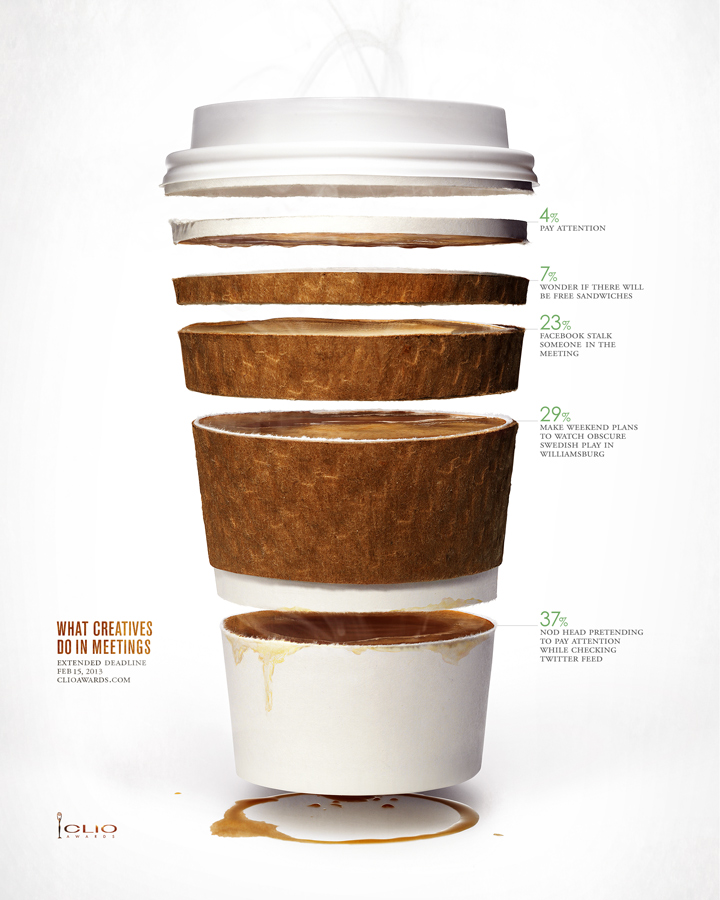 4%
PAY ATTENTION
7%
WONDER IF THERE WILL
BE FREE SANDWICHES
23%
FACEBOOK STALK
SOMEONE IN THE
MEETING
29%
MAKE WEEKEND PLANS
TO WATCH OBSCURE
SWEDISH PLAY IN
WILLIAMSBURG
37%
NOD HEAD PRETENDING
TO PAY ATTENTION
WHILE CHECKING
TWITTER FEED
WHAT CREATIVES
DO IN MEETINGS
EXTENDED DEADLINE
FEB 15, 2013
CLIOAWARDS.COM
CLIO
AWARDS